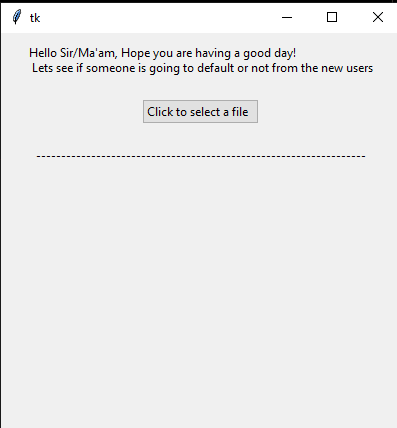 tk
Hello Sir/Ma'am, Hope you are having a good day!
Lets see if someone is going to default or not from the new users
Click to select a file
------------------------------------------------------------------